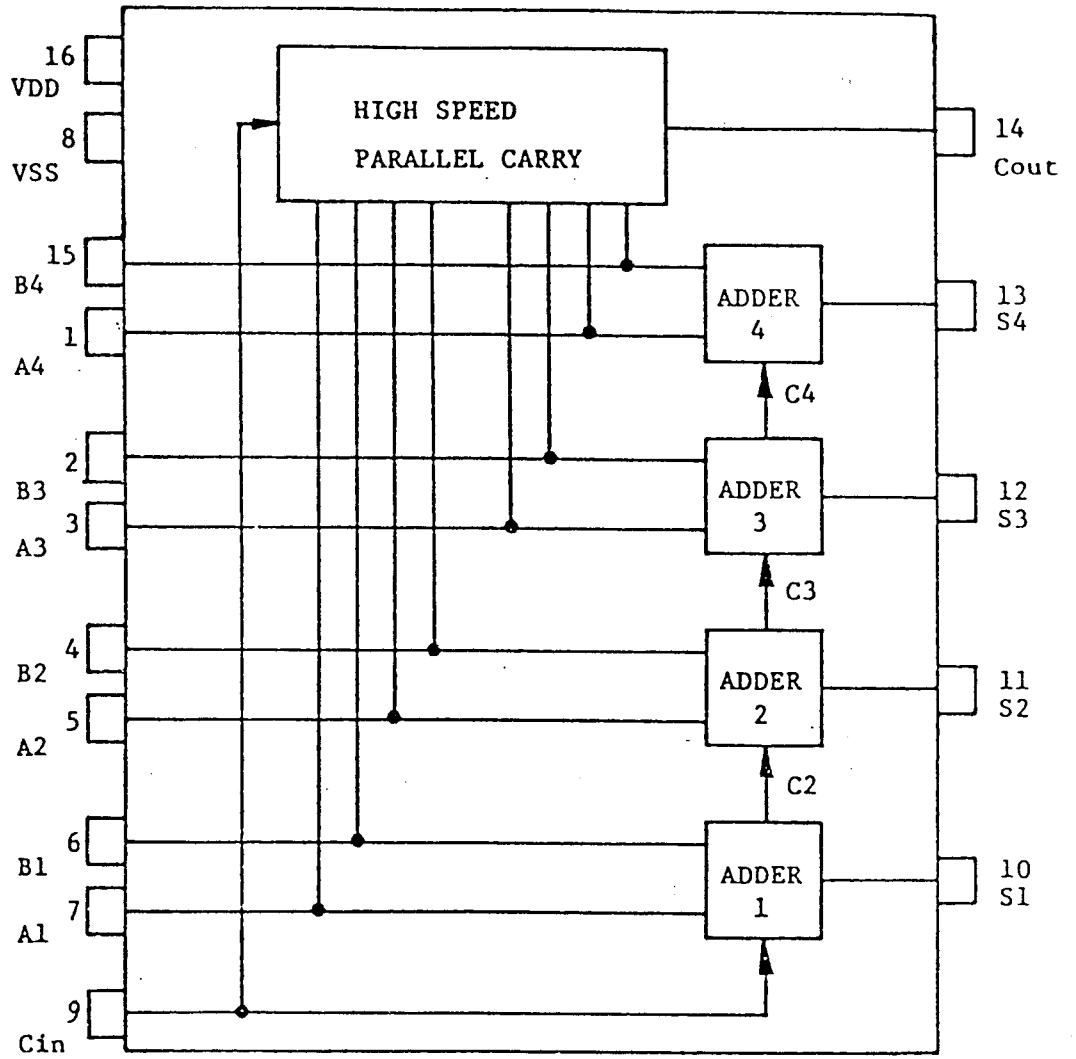 16
VDD
8
VSS
15
B4
1
A4
2
B3
3
A3
4
B2
5
A2
6
B1
7
A1
9
Cin
HIGH SPEED
PARALLEL CARRY
ADDER
4
C4
ADDER
3
C3
ADDER
2
C2
ADDER
1
14
Cout
13
S4
12
S3
11
S2
10
S1